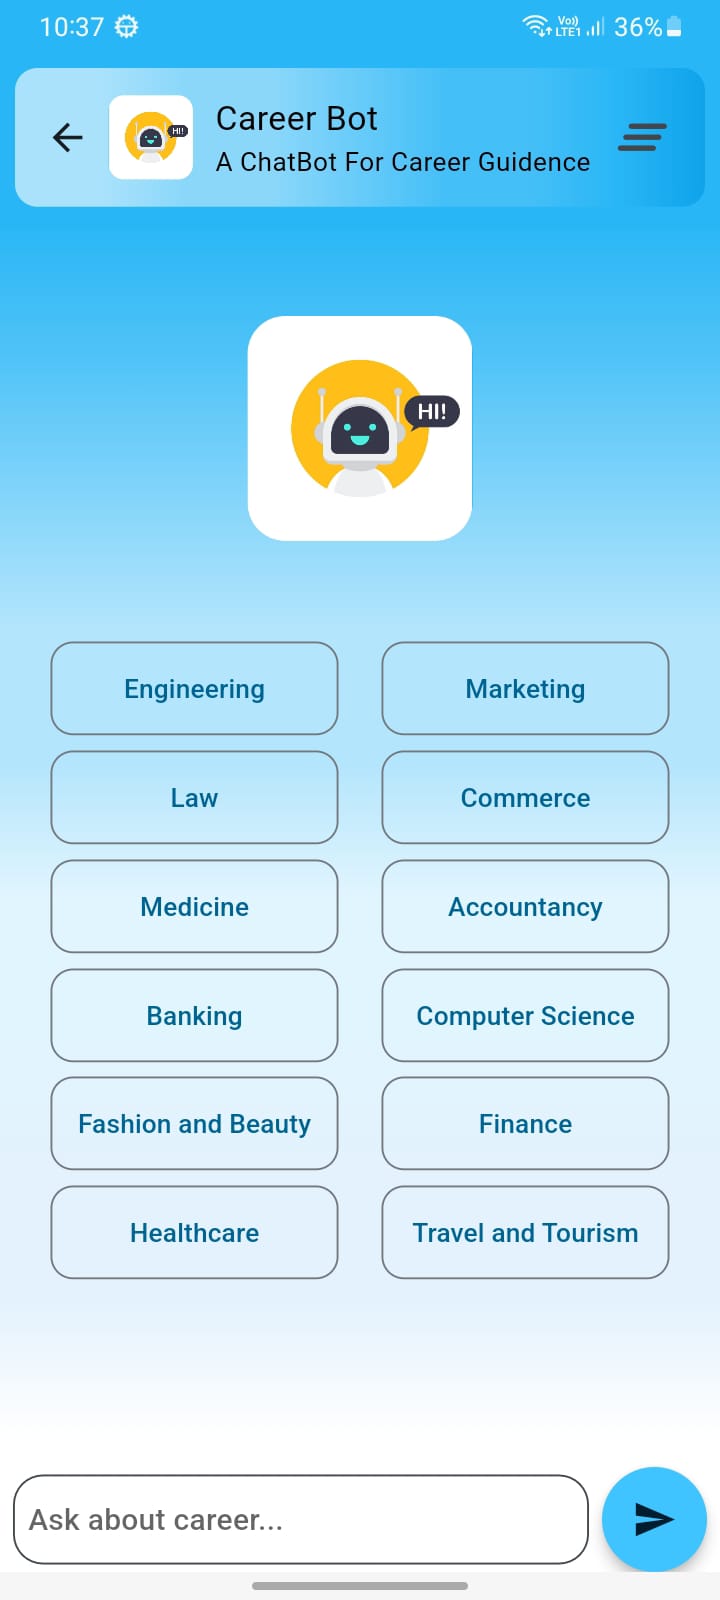 10:37
Vo))
LTE1
36%
HI!
Career Bot
A ChatBot For Career Guidence
HI!
Engineering
Marketing
Law
Commerce
Medicine
Accountancy
Banking
Computer Science
Fashion and Beauty
Finance
Healthcare
Travel and Tourism
Ask about career...